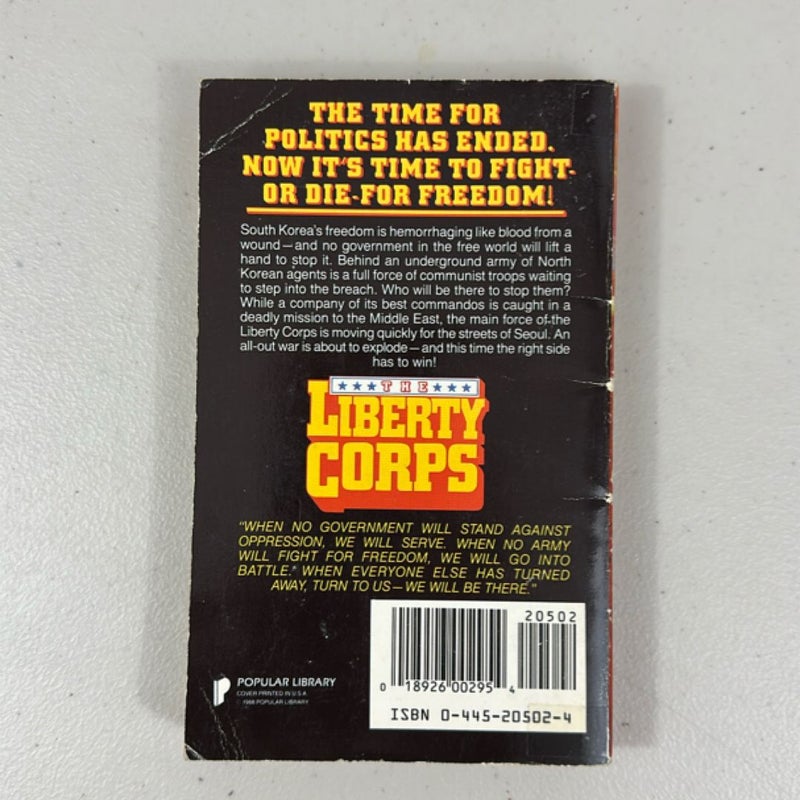 THE TIME FOR
POLITICS HAS ENDED.
NOW IT'S TIME TO FIGHT-
OR DIE-FOR FREEDOM!
South Korea's freedom is hemorrhaging like blood from a
wound—and no government in the free world will lift a
hand to stop it. Behind an underground army of North
Korean agents is a full force of communist troops waiting
to step into the breach. Who will be there to stop them?
While a company of its best commandos is caught in a
deadly mission to the Middle East, the main force of the
Liberty Corps is moving quickly for the streets of Seoul. An
all-out war is about to explode—and this time the right side
has to win!
THE
LIBERTY
CORPS
"WHEN NO GOVERNMENT WILL STAND AGAINST
OPPRESSION, WE WILL SERVE. WHEN NO ARMY
WILL FIGHT FOR FREEDOM, WE WILL GO INTO
BATTLE. WHEN EVERYONE ELSE HAS TURNED
AWAY, TURN TO US—WE WILL BE THERE."
20502
0 18926 00295 4
ISBN 0-445-20502-4
POPULAR LIBRARY
COVER PRINTED IN U.S.A.
© 1988 POPULAR LIBRARY